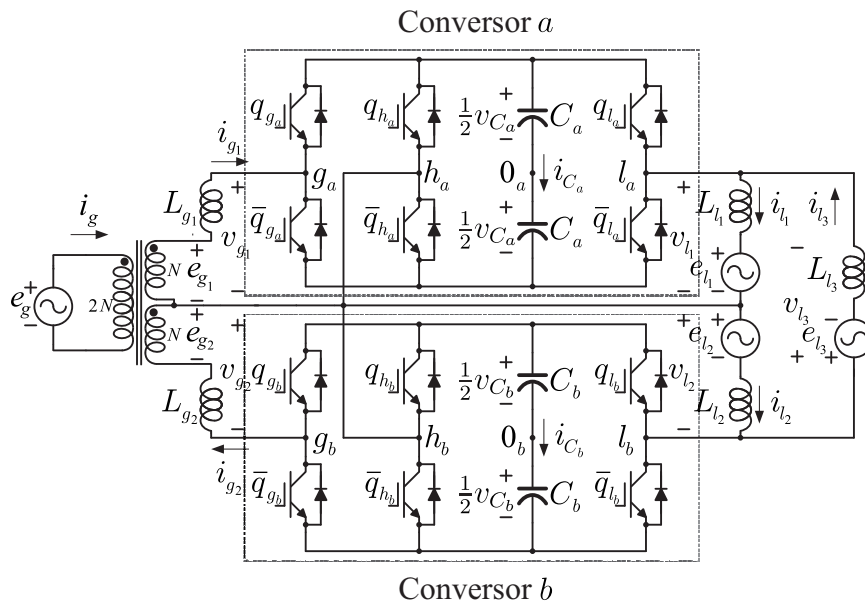 Conversor a
q_{g_a} q_{h_a} ½v_{C_a} + − C_a q_{l_a}
i_{g_1} g_a h_a 0_a i_{C_a} l_a
L_{g_1} + + L_{l_1} i_{l_1} i_{l_3}
i_g v_{g_1} q̄_{g_a} q̄_{h_a} ½v_{C_a} + − C_a q̄_{l_a} v_{l_1} − L_{l_3}
e_g + − 2N N + e_{g_1} − − + e_{l_1} − − v_{l_3}
N + e_{g_2} − + + + e_{l_2} − − e_{l_3} + +
v_{g_2} q_{g_b} q_{h_b} ½v_{C_b} + − C_b q_{l_b} v_{l_2}
L_{g_2} − g_b h_b 0_b i_{C_b} l_b − L_{l_2} i_{l_2}
i_{g_2} q̄_{g_b} q̄_{h_b} ½v_{C_b} + − C_b q̄_{l_b}
Conversor b